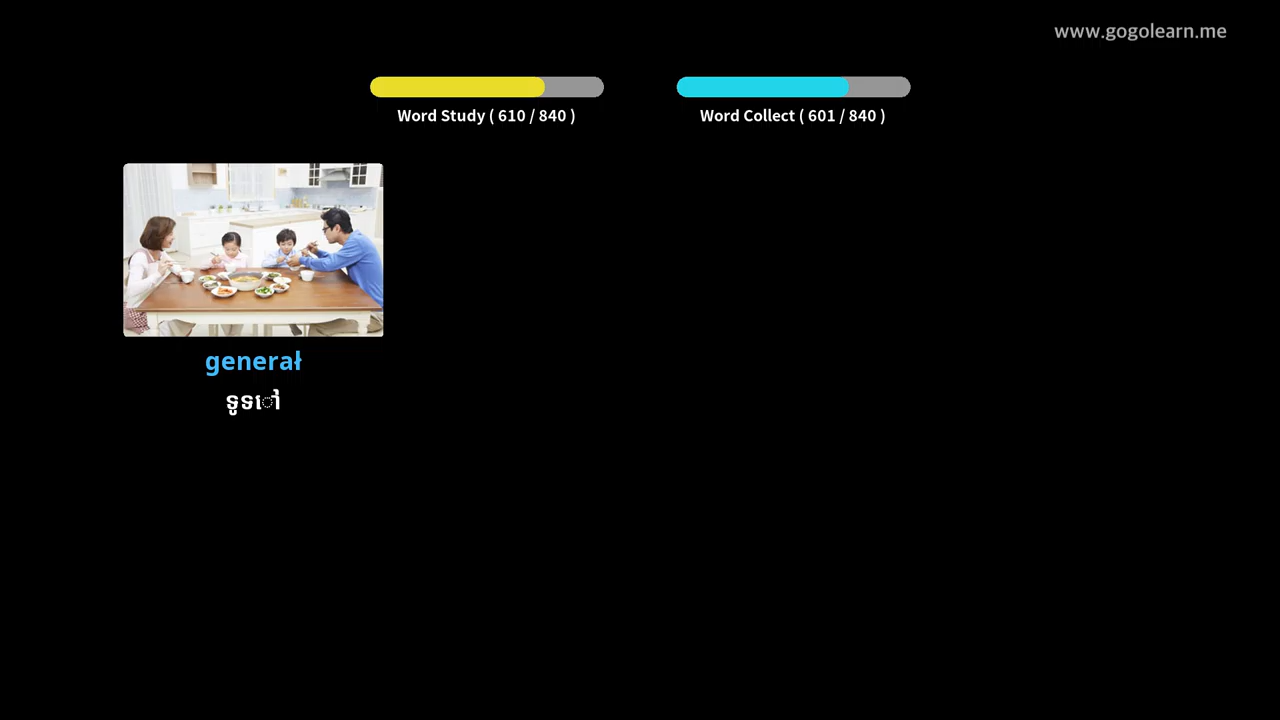 www.gogolearn.me
Word Study ( 610 / 840 )
Word Collect ( 601 / 840 )
generał
ទូទៅ